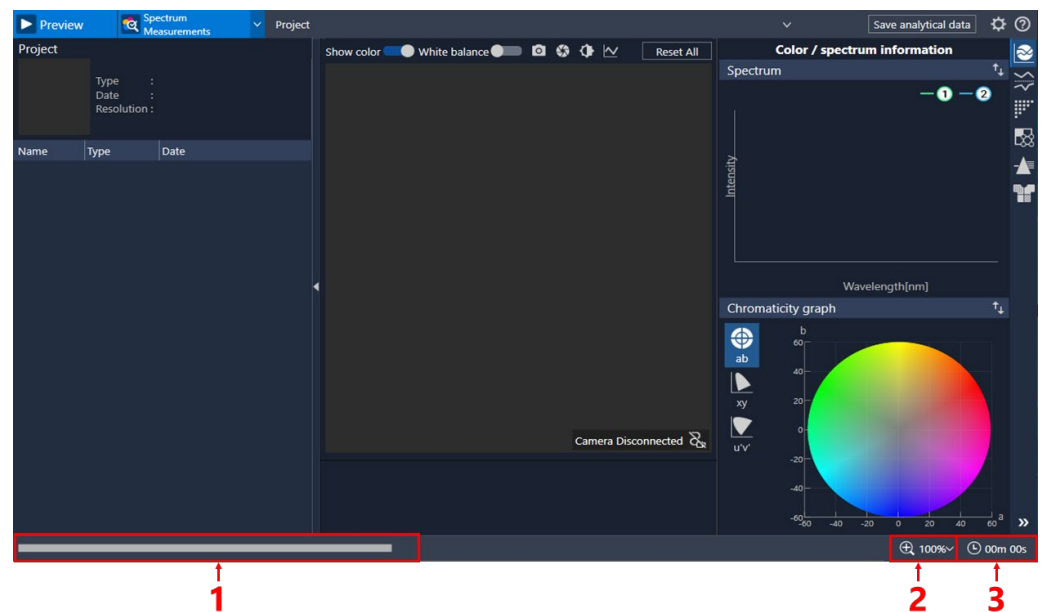 Preview
Spectrum
Measurements
Project
Save analytical data
Project
Type :
Date :
Resolution :
Name Type Date
Show color White balance Reset All
Camera Disconnected
Color / spectrum information
Spectrum
1 2
Intensity
Wavelength[nm]
Chromaticity graph
ab
xy
u'v'
b
60
40
20
0
-20
-40
-60
-60 -40 -20 0 20 40 60 a
100% 00m 00s
1 2 3